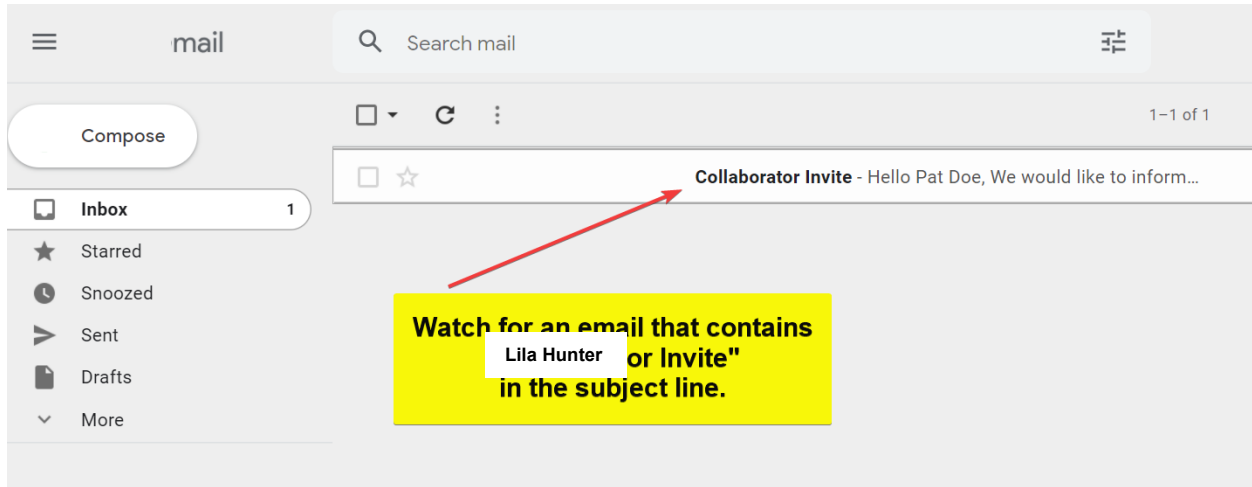 mail
Search mail
Compose
1–1 of 1
Collaborator Invite - Hello Pat Doe, We would like to inform...
Inbox 1
Starred
Snoozed
Sent
Drafts
More
Watch for an email that contains
Lila Hunter or Invite"
in the subject line.